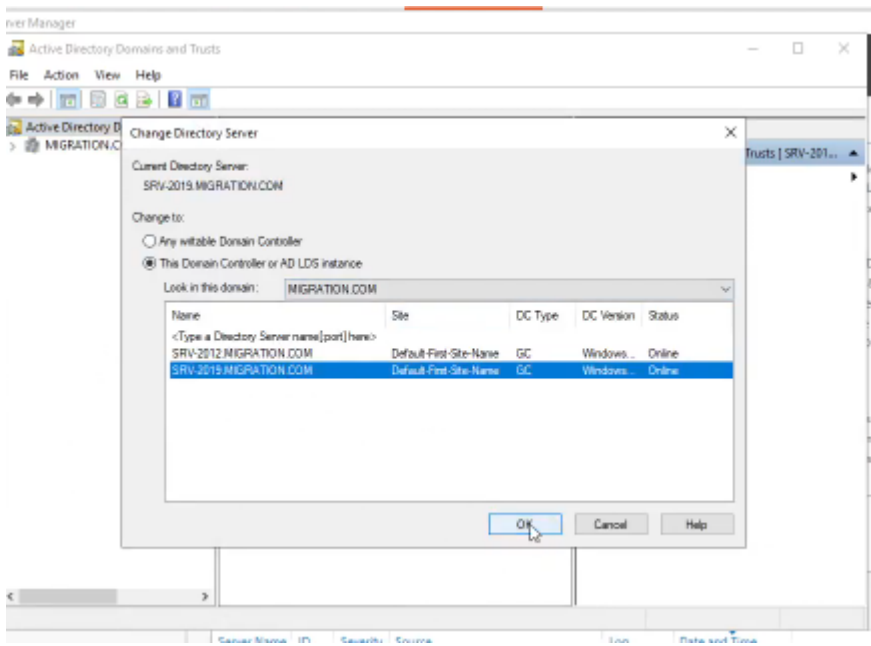 ver Manager
Active Directory Domains and Trusts
File Action View Help
Active Directory D
MIGRATION.C
Trusts [ SRV-201...
Change Directory Server
Current Directory Server:
SRV-2019.MIGRATION.COM
Change to:
Any writable Domain Controller
This Domain Controller or AD LDS instance
Look in this domain: MIGRATION.COM
Name Site DC Type DC Version Status
<Type a Directory Server name[:port] here>
SRV-2012.MIGRATION.COM Default-First-Site-Name GC Windows... Online
SRV-2019.MIGRATION.COM Default-First-Site-Name GC Windows... Online
OK Cancel Help
Server Name ID Severity Source Log Date and Time